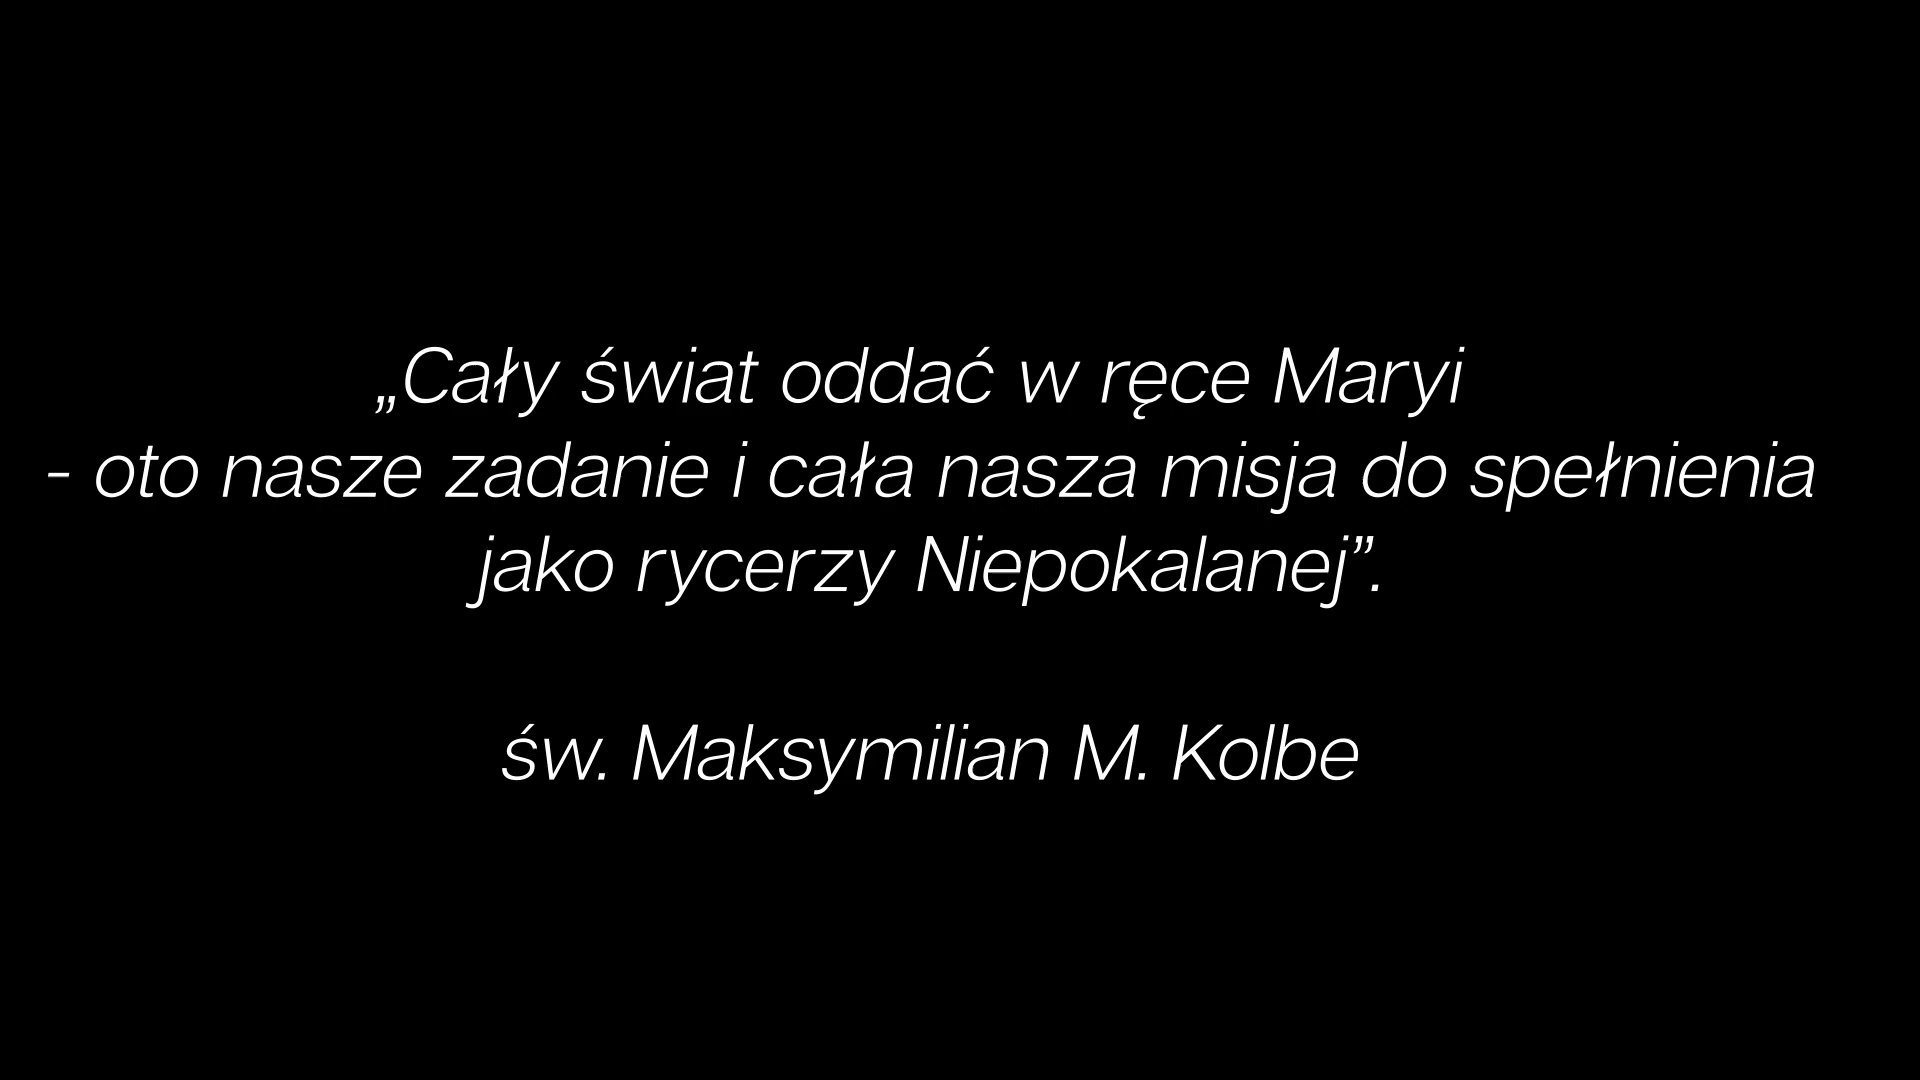 „Cały świat oddać w ręce Maryi
- oto nasze zadanie i cała nasza misja do spełnienia
jako rycerzy Niepokalanej”.
św. Maksymilian M. Kolbe